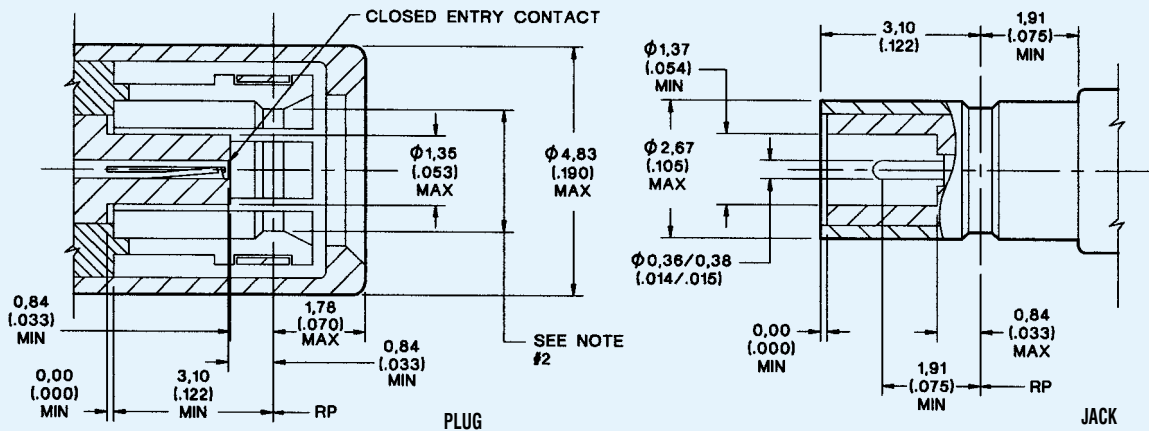 CLOSED ENTRY CONTACT
ϕ1,35
(.053)
MAX
ϕ4,83
(.190)
MAX
0,84
(.033)
MIN
1,78
(.070)
MAX
0,84
(.033)
MIN
SEE NOTE
#2
0,00
(.000)
MIN
3,10
(.122)
MIN
RP
PLUG
3,10
(.122)
1,91
(.075)
MIN
ϕ1,37
(.054)
MIN
ϕ2,67
(.105)
MAX
ϕ0,36/0,38
(.014/.015)
0,00
(.000)
MIN
0,84
(.033)
MAX
1,91
(.075)
MIN
RP
JACK